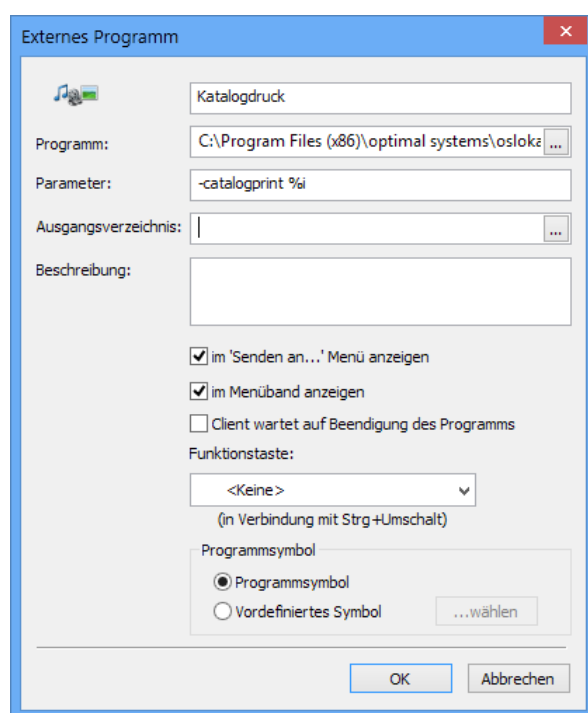 Externes Programm
Katalogdruck
Programm: C:\Program Files (x86)\optimal systems\osloka ...
Parameter: -catalogprint %i
Ausgangsverzeichnis: ...
Beschreibung:
im 'Senden an...' Menü anzeigen
im Menüband anzeigen
Client wartet auf Beendigung des Programms
Funktionstaste:
<Keine>
(in Verbindung mit Strg+Umschalt)
Programmsymbol
Programmsymbol
Vordefiniertes Symbol ...wählen
OK Abbrechen